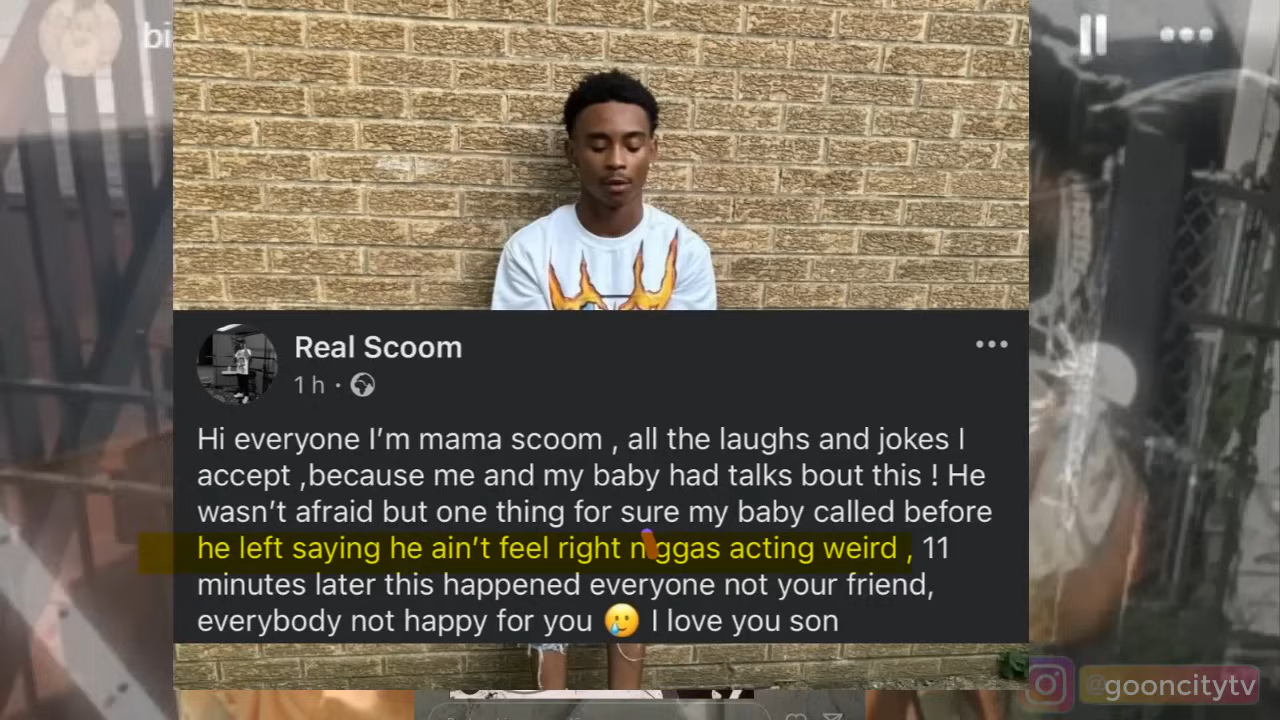 bi
Real Scoom
1 h ·
Hi everyone I'm mama scoom , all the laughs and jokes I
accept ,because me and my baby had talks bout this ! He
wasn't afraid but one thing for sure my baby called before
he left saying he ain't feel right niggas acting weird , 11
minutes later this happened everyone not your friend,
everybody not happy for you 🥲 I love you son
@gooncitytv